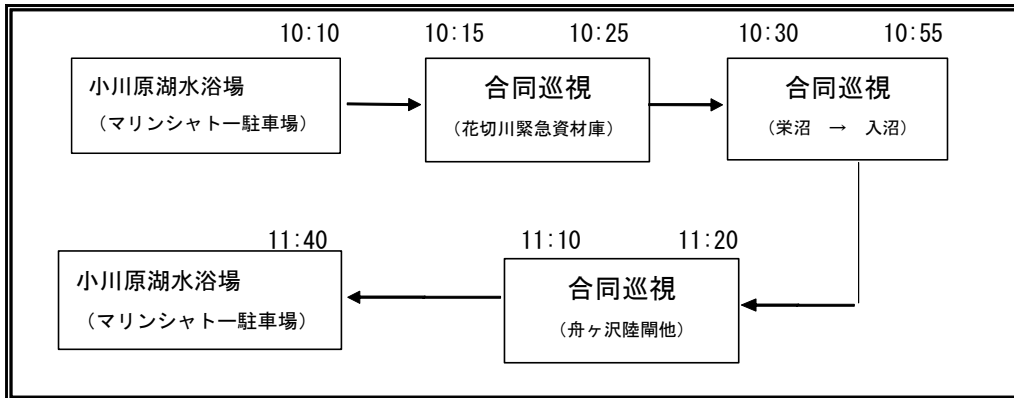 10:10 10:15 10:25 10:30 10:55
小川原湖水浴場
（マリンシャトー駐車場）
合同巡視
（花切川緊急資材庫）
合同巡視
（栄沼　→　入沼）
11:40 11:10 11:20
小川原湖水浴場
（マリンシャトー駐車場）
合同巡視
（舟ヶ沢陸閘他）